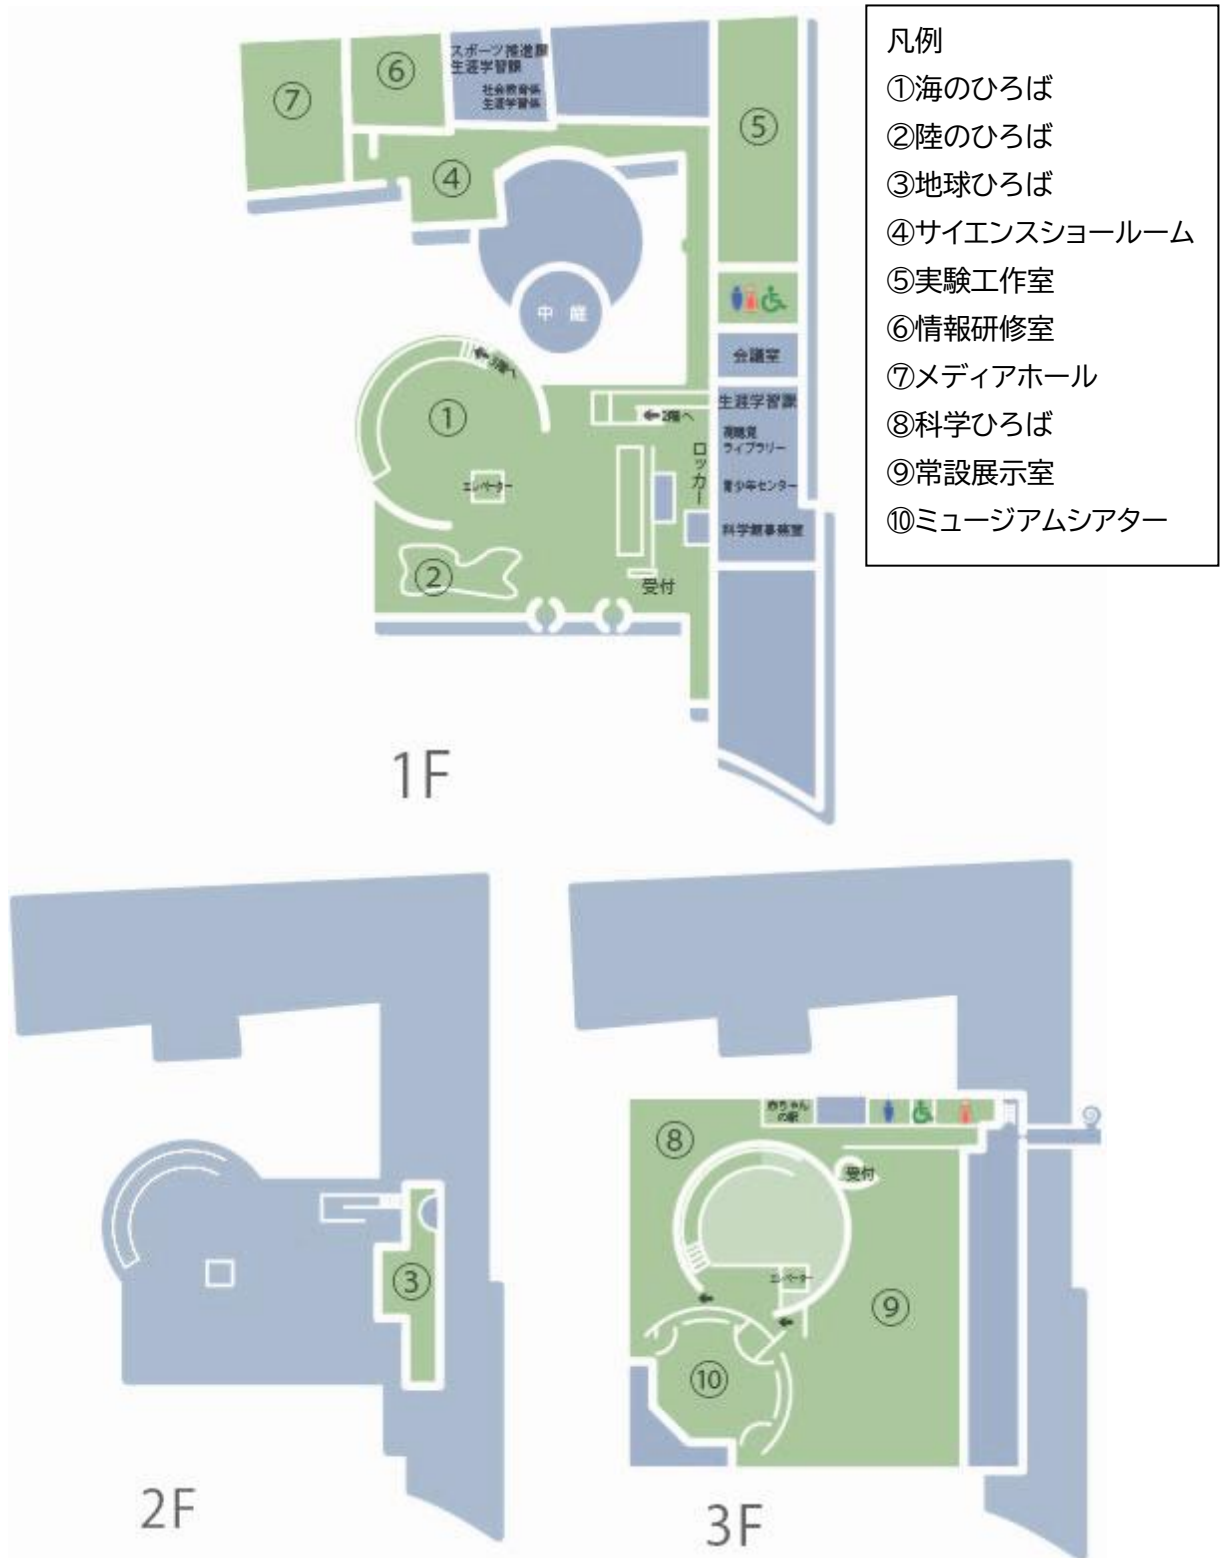 凡例
①海のひろば
②陸のひろば
③地球ひろば
④サイエンスショールーム
⑤実験工作室
⑥情報研修室
⑦メディアホール
⑧科学ひろば
⑨常設展示室
⑩ミュージアムシアター
スポーツ推進課
生涯学習課
社会教育係
生涯学習係
⑦
⑥
⑤
④
中庭
会議室
←3階へ
①
←2階へ
生涯学習課
視聴覚
ライブラリー
ロッカー
青少年センター
エレベーター
科学館事務室
②
受付
1F
③
2F
赤ちゃん
の駅
⑧
受付
エレベーター
⑨
⑩
3F